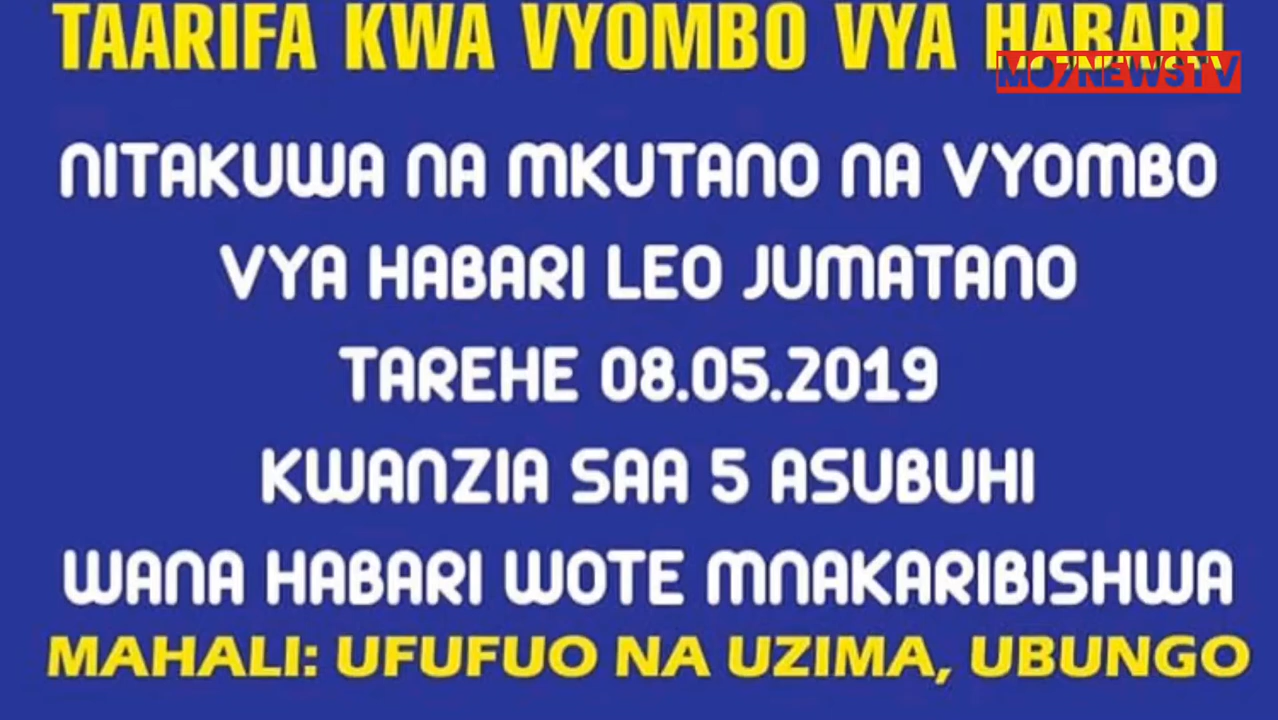 TAARIFA KWA VYOMBO VYA HABARI
MO7NEWSTV
NITAKUWA NA MKUTANO NA VYOMBO
VYA HABARI LEO JUMATANO
TAREHE 08.05.2019
KWANZIA SAA 5 ASUBUHI
WANA HABARI WOTE MNAKARIBISHWA
MAHALI: UFUFUO NA UZIMA, UBUNGO